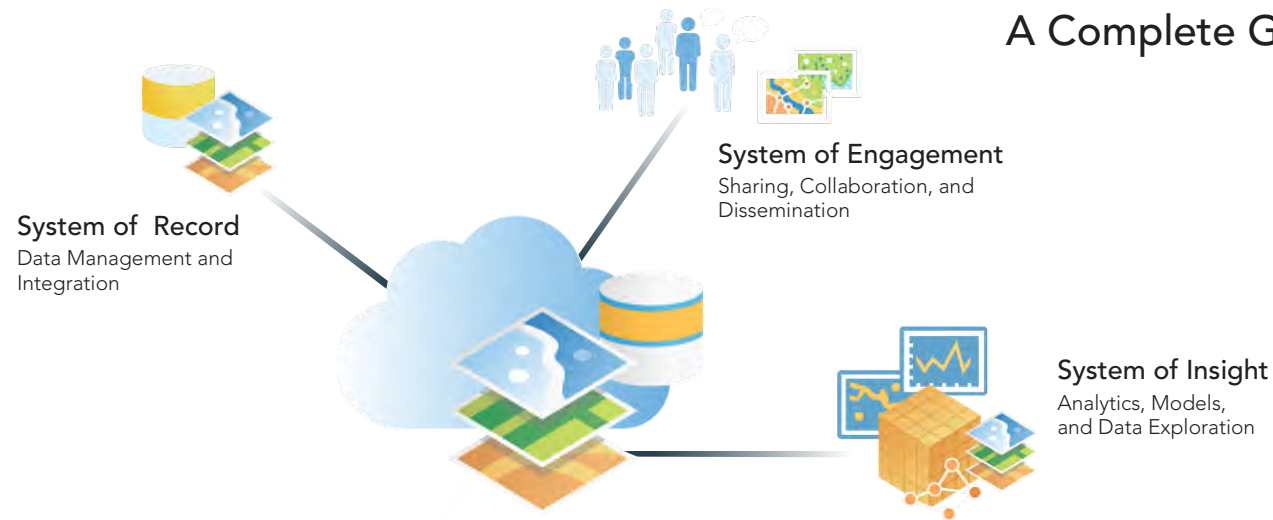 A Complete G
System of Engagement
Sharing, Collaboration, and
Dissemination
System of Record
Data Management and
Integration
System of Insight
Analytics, Models,
and Data Exploration